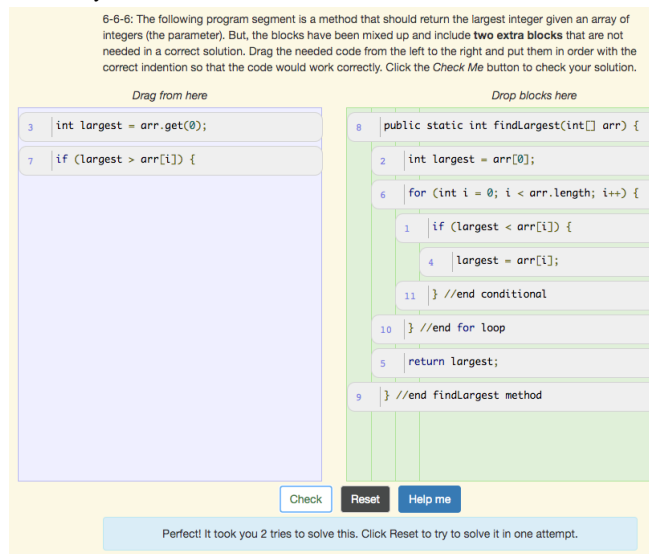 6-6-6: The following program segment is a method that should return the largest integer given an array of
integers (the parameter). But, the blocks have been mixed up and include two extra blocks that are not
needed in a correct solution. Drag the needed code from the left to the right and put them in order with the
correct indention so that the code would work correctly. Click the Check Me button to check your solution.
Drag from here
3 int largest = arr.get(0);
7 if (largest > arr[i]) {
Drop blocks here
8 public static int findLargest(int[] arr) {
2 int largest = arr[0];
6 for (int i = 0; i < arr.length; i++) {
1 if (largest < arr[i]) {
4 largest = arr[i];
11 } //end conditional
10 } //end for loop
5 return largest;
9 } //end findLargest method
Check Reset Help me
Perfect! It took you 2 tries to solve this. Click Reset to try to solve it in one attempt.